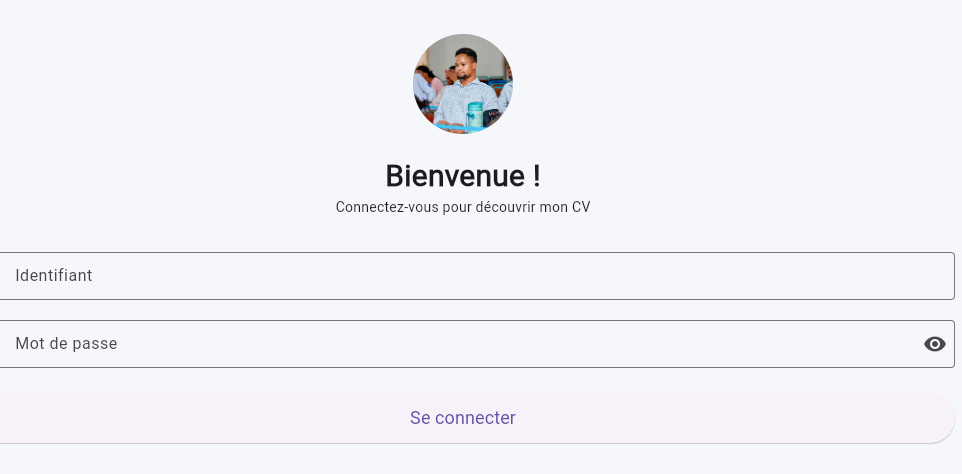 Bienvenue !
Connectez-vous pour découvrir mon CV
Identifiant
Mot de passe
Se connecter